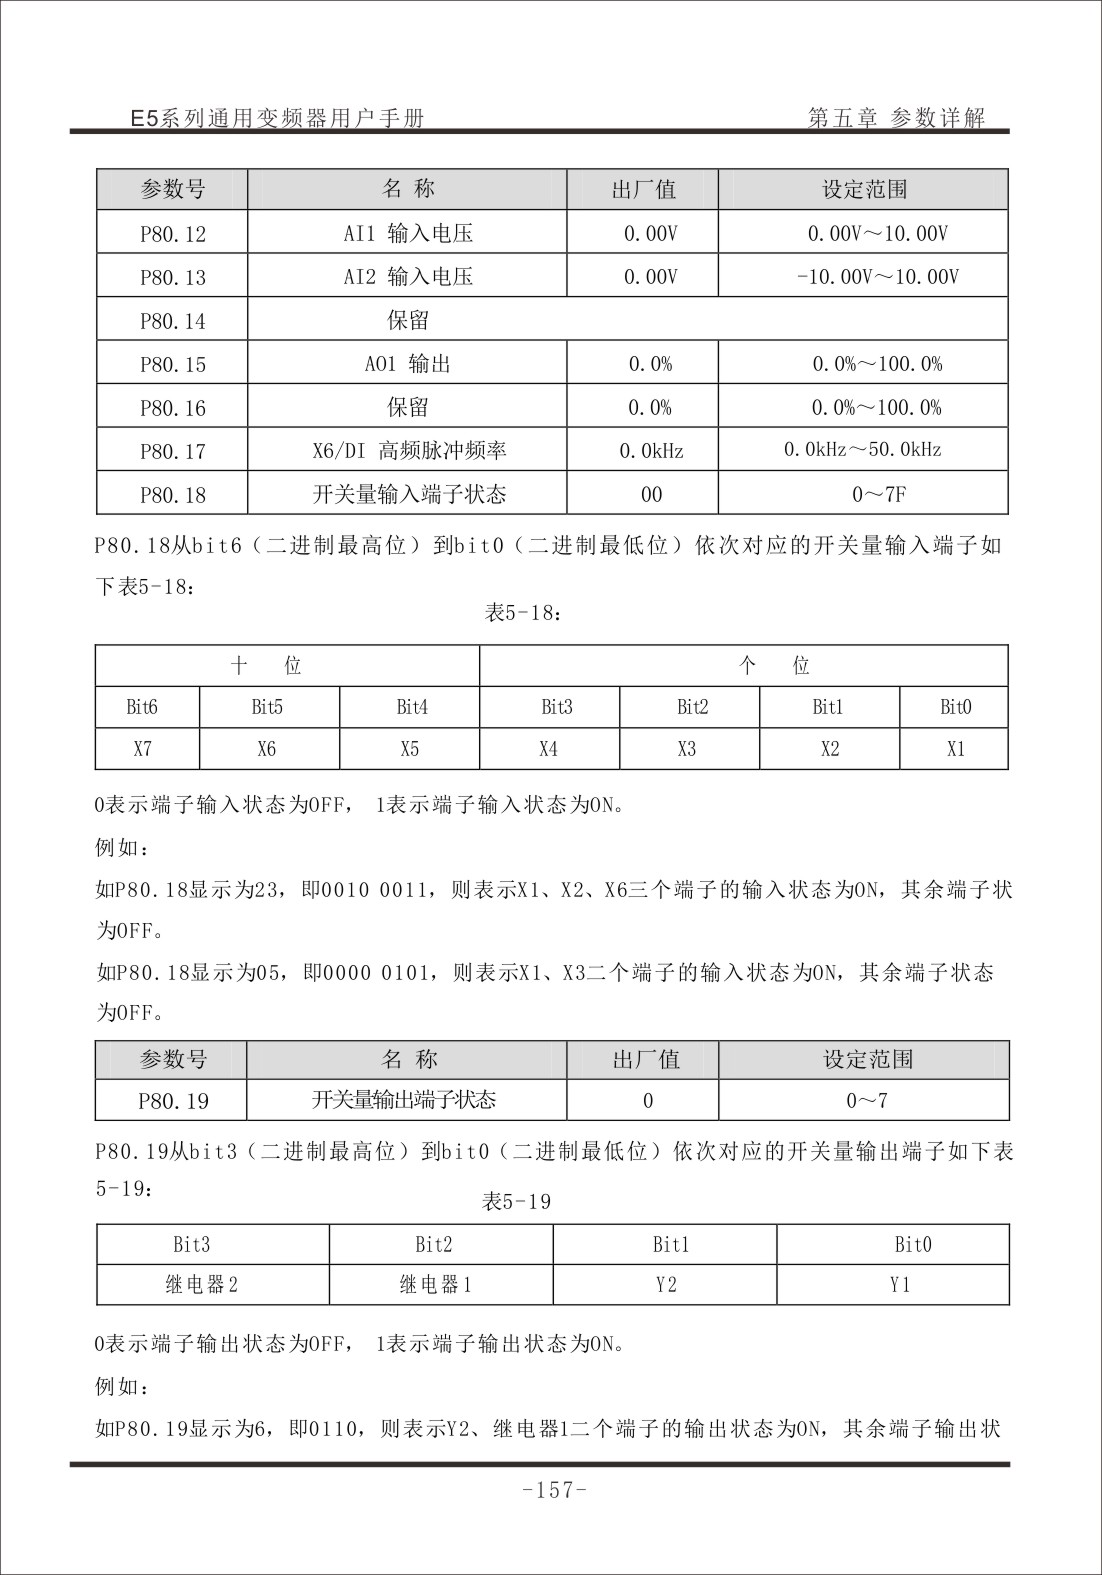 E5系列通用变频器用户手册 第五章 参数详解
参数号 名 称 出厂值 设定范围
P80.12 AI1 输入电压 0.00V 0.00V～10.00V
P80.13 AI2 输入电压 0.00V -10.00V～10.00V
P80.14 保留
P80.15 AO1 输出 0.0% 0.0%～100.0%
P80.16 保留 0.0% 0.0%～100.0%
P80.17 X6/DI 高频脉冲频率 0.0kHz 0.0kHz～50.0kHz
P80.18 开关量输入端子状态 00 0～7F
P80.18从bit6（二进制最高位）到bit0（二进制最低位）依次对应的开关量输入端子如
下表5-18：
表5-18：
十 位 个 位
Bit6 Bit5 Bit4 Bit3 Bit2 Bit1 Bit0
X7 X6 X5 X4 X3 X2 X1
0表示端子输入状态为OFF， 1表示端子输入状态为ON。
例如：
如P80.18显示为23，即0010 0011，则表示X1、X2、X6三个端子的输入状态为ON，其余端子状
为OFF。
如P80.18显示为05，即0000 0101，则表示X1、X3二个端子的输入状态为ON，其余端子状态
为OFF。
参数号 名 称 出厂值 设定范围
P80.19 开关量输出端子状态 0 0～7
P80.19从bit3（二进制最高位）到bit0（二进制最低位）依次对应的开关量输出端子如下表
5-19：
表5-19
Bit3 Bit2 Bit1 Bit0
继电器2 继电器1 Y2 Y1
0表示端子输出状态为OFF， 1表示端子输出状态为ON。
例如：
如P80.19显示为6，即0110，则表示Y2、继电器1二个端子的输出状态为ON，其余端子输出状
-157-